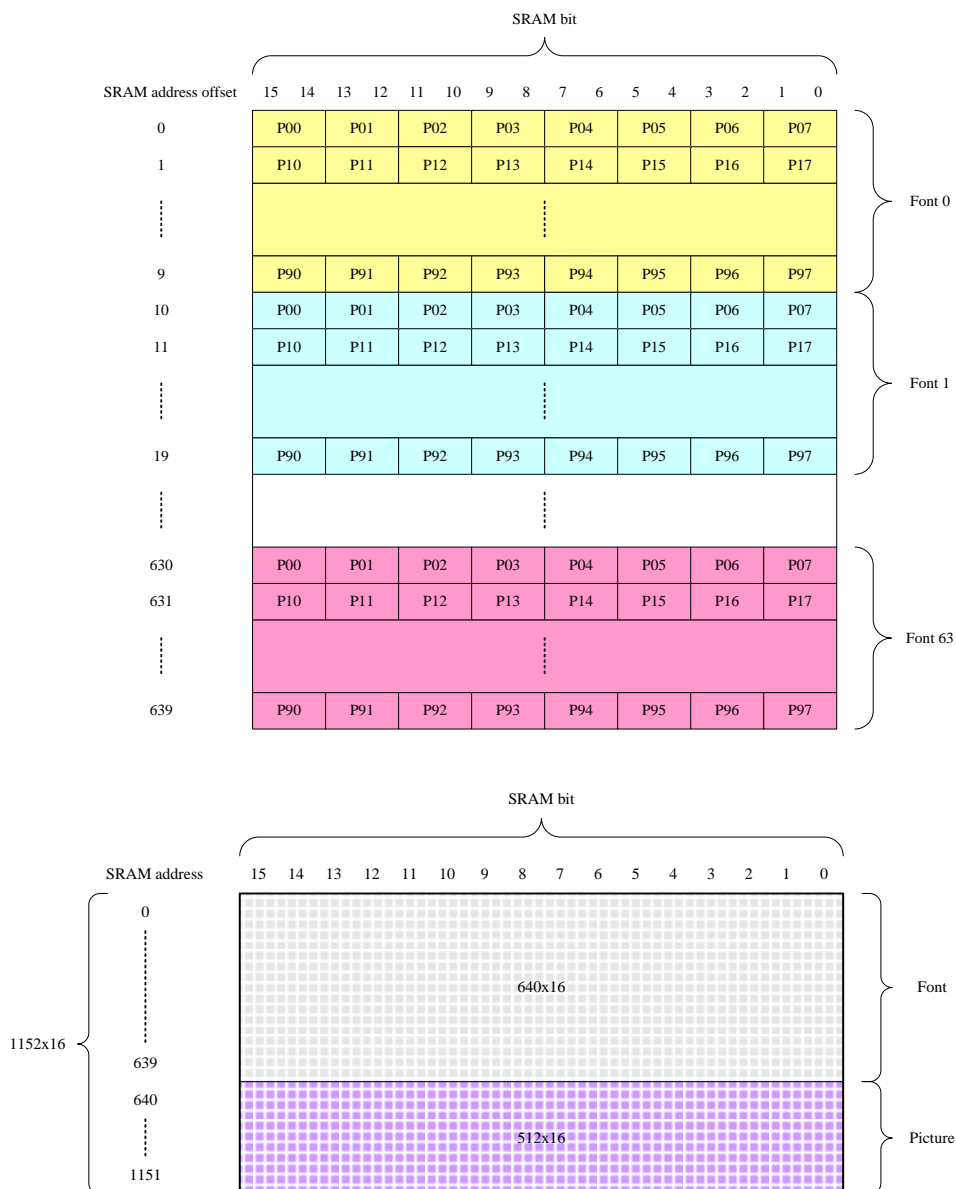 SRAM bit
SRAM address offset 15 14 13 12 11 10 9 8 7 6 5 4 3 2 1 0
0 P00 P01 P02 P03 P04 P05 P06 P07
1 P10 P11 P12 P13 P14 P15 P16 P17
Font 0
9 P90 P91 P92 P93 P94 P95 P96 P97
10 P00 P01 P02 P03 P04 P05 P06 P07
11 P10 P11 P12 P13 P14 P15 P16 P17
Font 1
19 P90 P91 P92 P93 P94 P95 P96 P97
630 P00 P01 P02 P03 P04 P05 P06 P07
631 P10 P11 P12 P13 P14 P15 P16 P17
Font 63
639 P90 P91 P92 P93 P94 P95 P96 P97
SRAM bit
SRAM address 15 14 13 12 11 10 9 8 7 6 5 4 3 2 1 0
0
640x16 Font
1152x16
639
640
512x16 Picture
1151